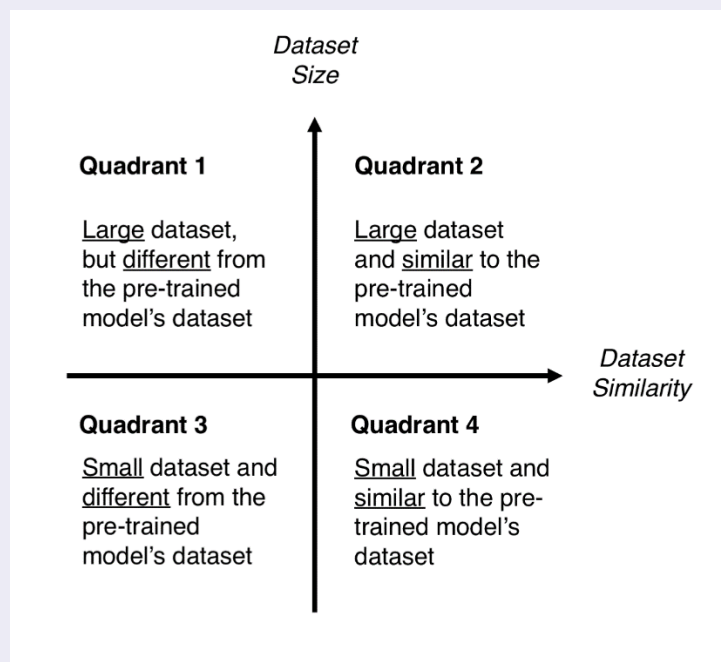 Dataset
Size
Quadrant 1
Large dataset,
but different from
the pre-trained
model's dataset
Quadrant 2
Large dataset
and similar to the
pre-trained
model's dataset
Dataset
Similarity
Quadrant 3
Small dataset and
different from the
pre-trained
model's dataset
Quadrant 4
Small dataset and
similar to the pre-
trained model's
dataset